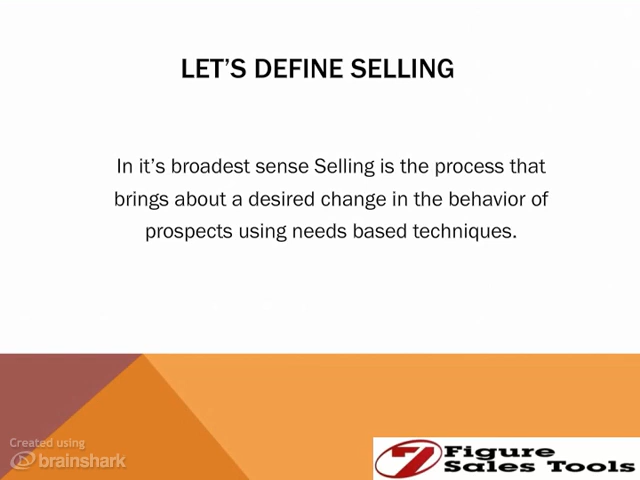 LET'S DEFINE SELLING
In it's broadest sense Selling is the process that
brings about a desired change in the behavior of
prospects using needs based techniques.
Created using
brainshark
7 Figure
Sales Tools